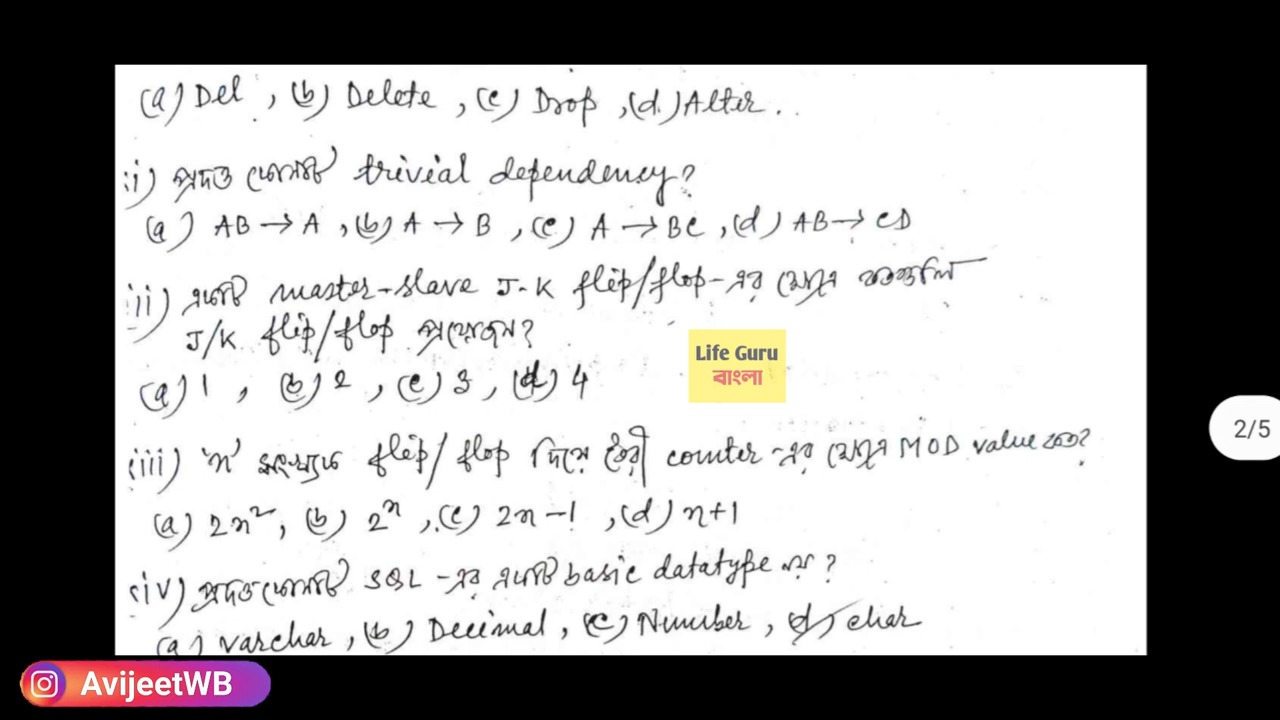 (a) Del, (b) Delete, (c) Drop, (d) Alter.
i) প্রদত্ত কোনটি trivial dependency?
(a) AB → A, (b) A → B, (c) A → BC, (d) AB → CD
ii) একটি master-slave J-K flip/flop-এর মধ্যে কতগুলি
J/K flip/flop প্রয়োজন?
(a) 1, (b) 2, (c) 3, (d) 4
Life Guru
বাংলা
iii) 'n' সংখ্যক flip/flop দিয়ে তৈরী counter-এর মধ্যে MOD value কত?
(a) 2n², (b) 2ⁿ, (c) 2n-1, (d) n+1
iv) প্রদত্ত কোনটি SQL-এর একটি basic datatype নয়?
(a) varchar, (b) Decimal, (c) Number, (d) char
2/5
AvijeetWB